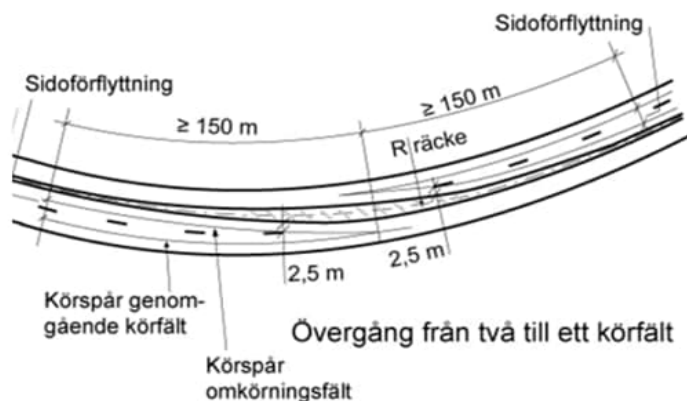 Sidoförflyttning
Sidoförflyttning
≥ 150 m
≥ 150 m
R räcke
2,5 m
2,5 m
Körspår genom-
gående körfält
Körspår
omkörningsfält
Övergång från två till ett körfält